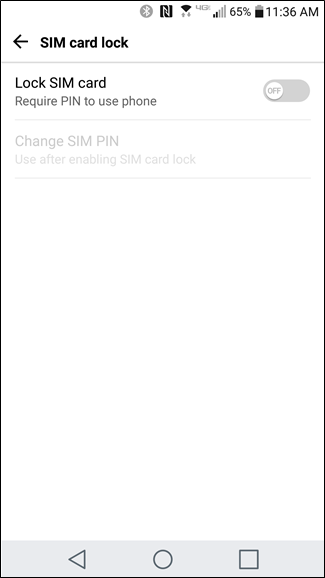 4G 65% 11:36 AM
SIM card lock
Lock SIM card
Require PIN to use phone
OFF
Change SIM PIN
Use after enabling SIM card lock